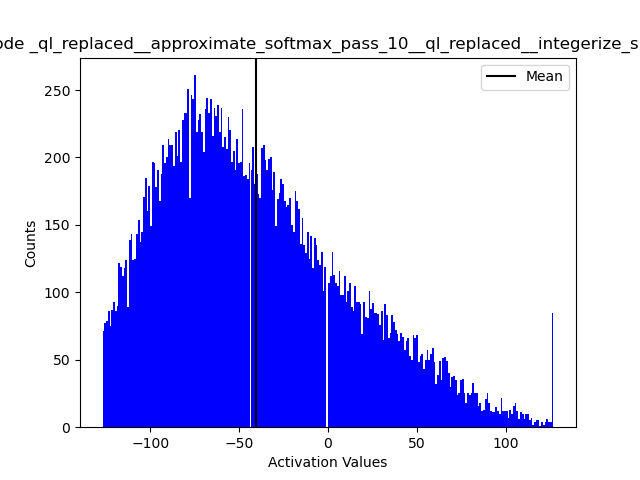 ode _ql_replaced__approximate_softmax_pass_10__ql_replaced__integerize_s
Mean
250
200
150
100
50
0
Counts
−100
−50
0
50
100
Activation Values